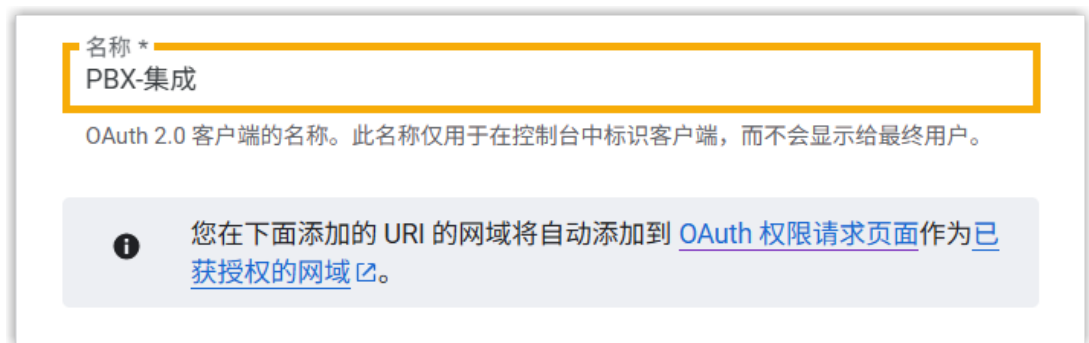 名称 *
PBX-集成
OAuth 2.0 客户端的名称。此名称仅用于在控制台中标识客户端，而不会显示给最终用户。
您在下面添加的 URI 的网域将自动添加到 OAuth 权限请求页面作为已
获授权的网域。